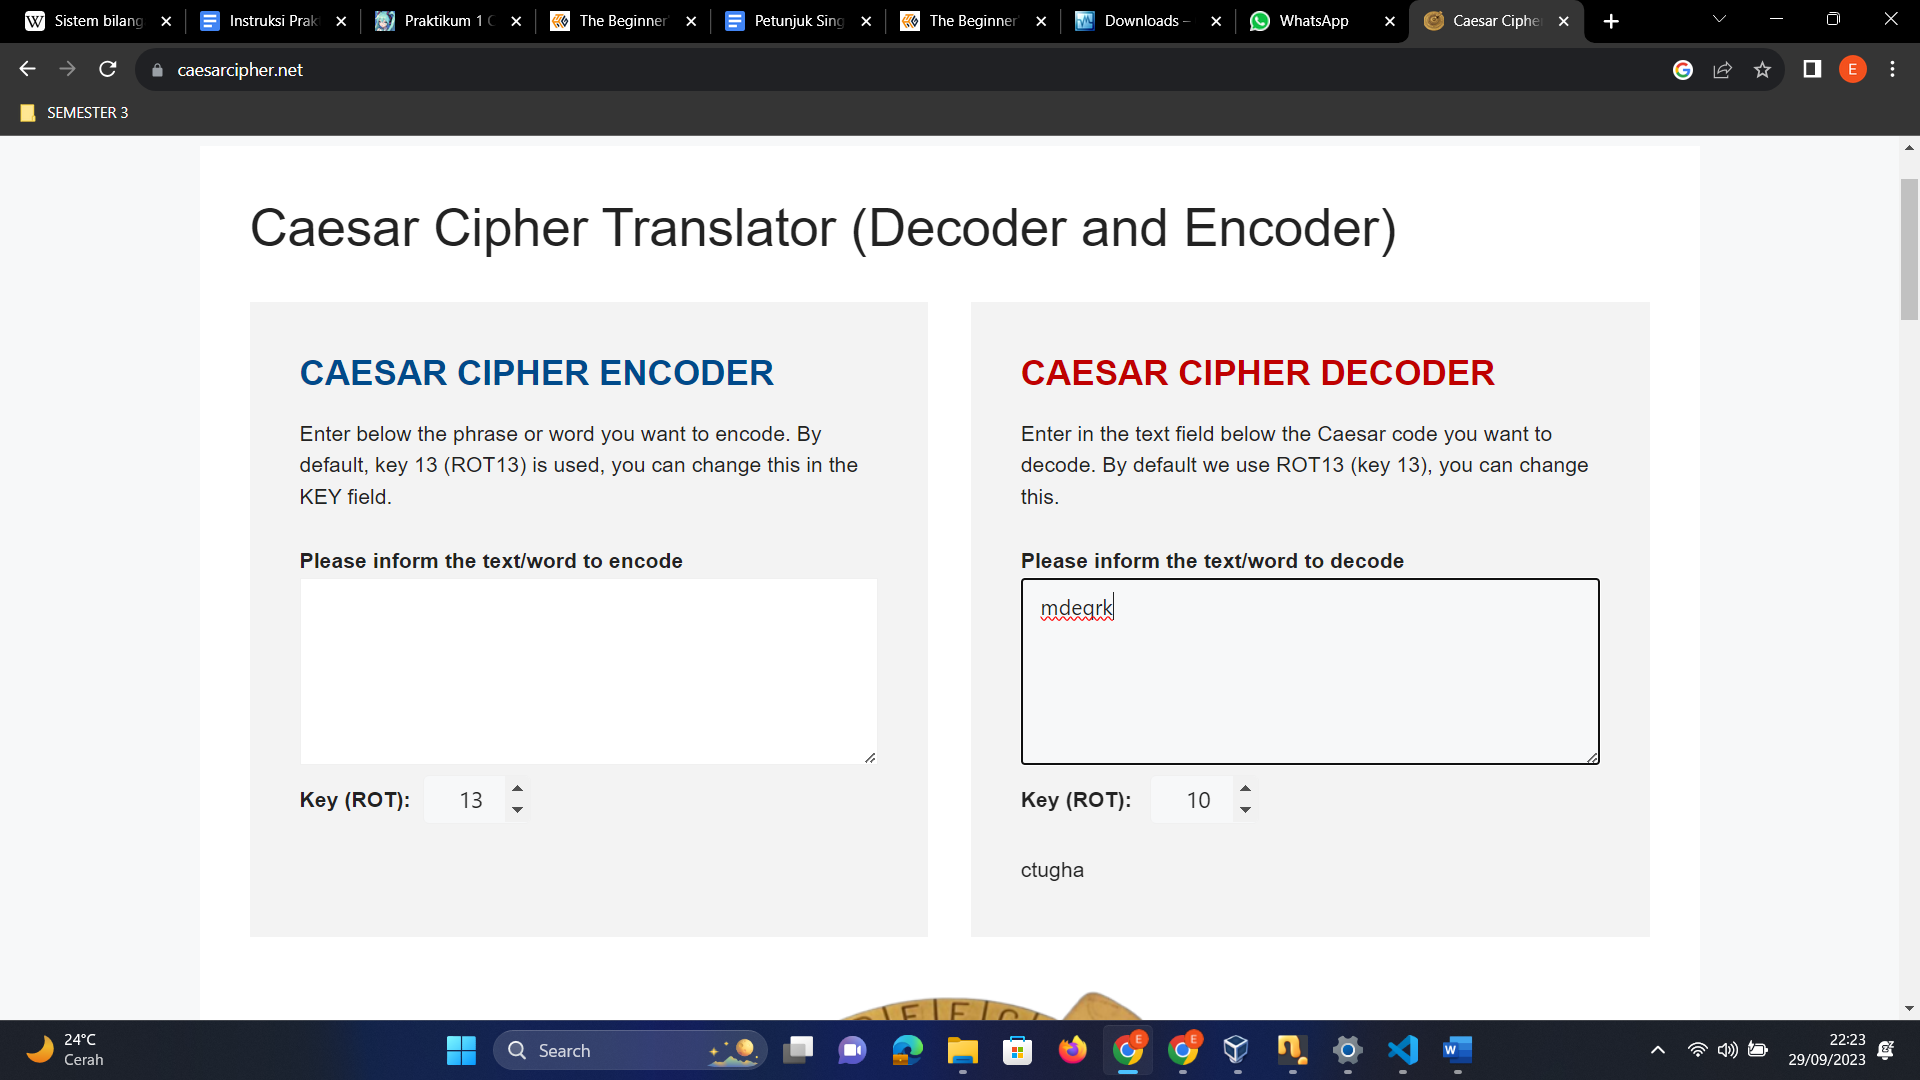 Sistem bilang
Instruksi Prak
Praktikum 1 C
The Beginner'
Petunjuk Sing
The Beginner'
Downloads –
WhatsApp
Caesar Ciphe
caesarcipher.net
E
SEMESTER 3
Caesar Cipher Translator (Decoder and Encoder)
CAESAR CIPHER ENCODER
Enter below the phrase or word you want to encode. By
default, key 13 (ROT13) is used, you can change this in the
KEY field.
Please inform the text/word to encode
Key (ROT): 13
CAESAR CIPHER DECODER
Enter in the text field below the Caesar code you want to
decode. By default we use ROT13 (key 13), you can change
this.
Please inform the text/word to decode
mdeqrk
Key (ROT): 10
ctugha
24°C
Cerah
Search
22:23
29/09/2023